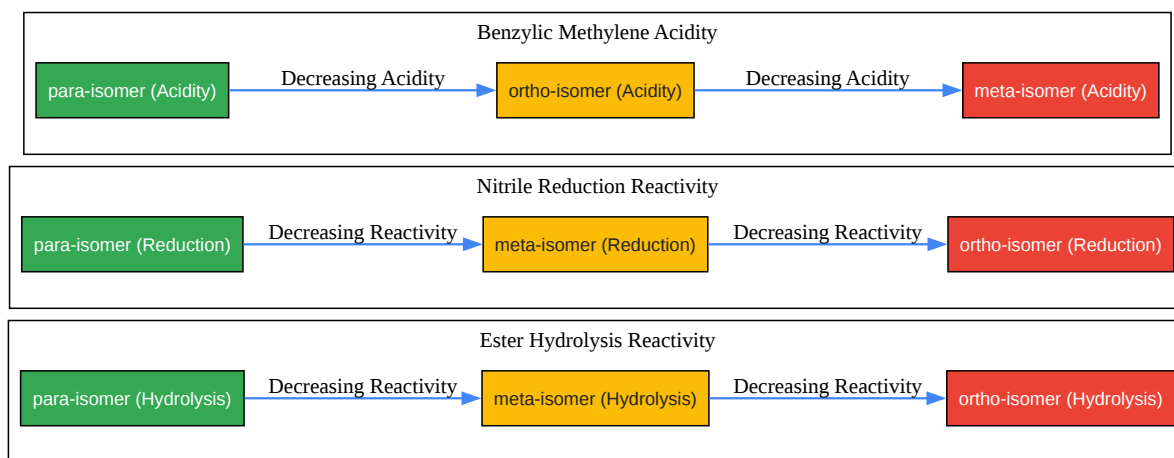 Benzylic Methylene Acidity
para-isomer (Acidity)
Decreasing Acidity
ortho-isomer (Acidity)
Decreasing Acidity
meta-isomer (Acidity)
Nitrile Reduction Reactivity
para-isomer (Reduction)
Decreasing Reactivity
meta-isomer (Reduction)
Decreasing Reactivity
ortho-isomer (Reduction)
Ester Hydrolysis Reactivity
para-isomer (Hydrolysis)
Decreasing Reactivity
meta-isomer (Hydrolysis)
Decreasing Reactivity
ortho-isomer (Hydrolysis)